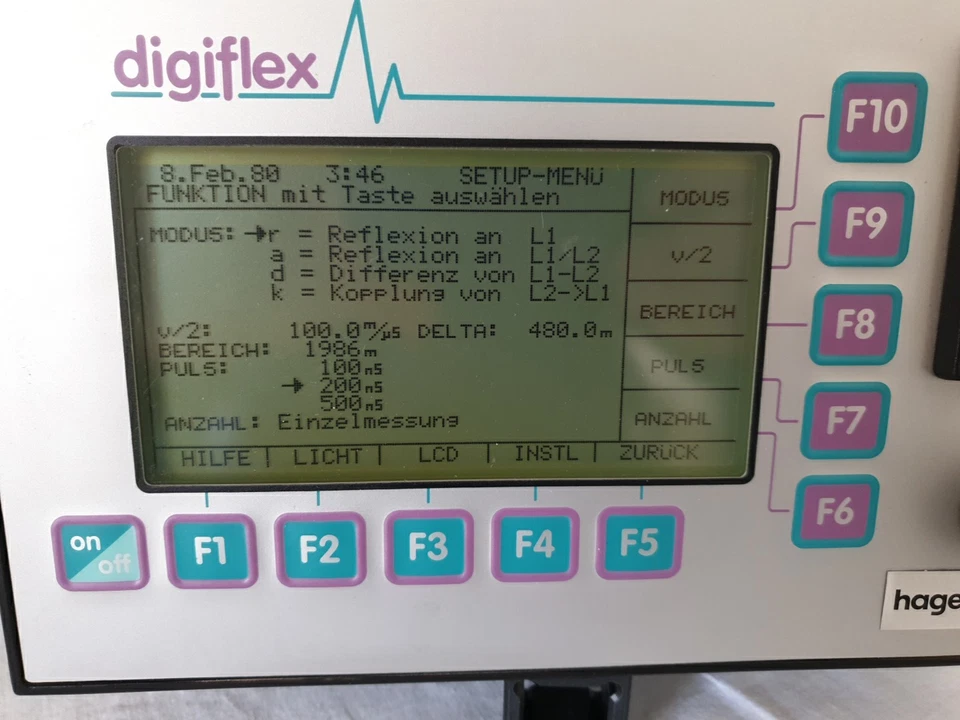 digiflex
8.Feb.80 3:46 SETUP-MENÜ
FUNKTION mit Taste auswählen
MODUS: →r = Reflexion an L1
a = Reflexion an L1/L2
d = Differenz von L1-L2
k = Kopplung von L2->L1
v/2: 100.0m/µs DELTA: 480.0m
BEREICH: 1986m
PULS: 100ns
→ 200ns
500ns
ANZAHL: Einzelmessung
HILFE | LICHT | LCD | INSTL | ZURÜCK
MODUS
v/2
BEREICH
PULS
ANZAHL
F10
F9
F8
F7
F6
on
off
F1
F2
F3
F4
F5
hage